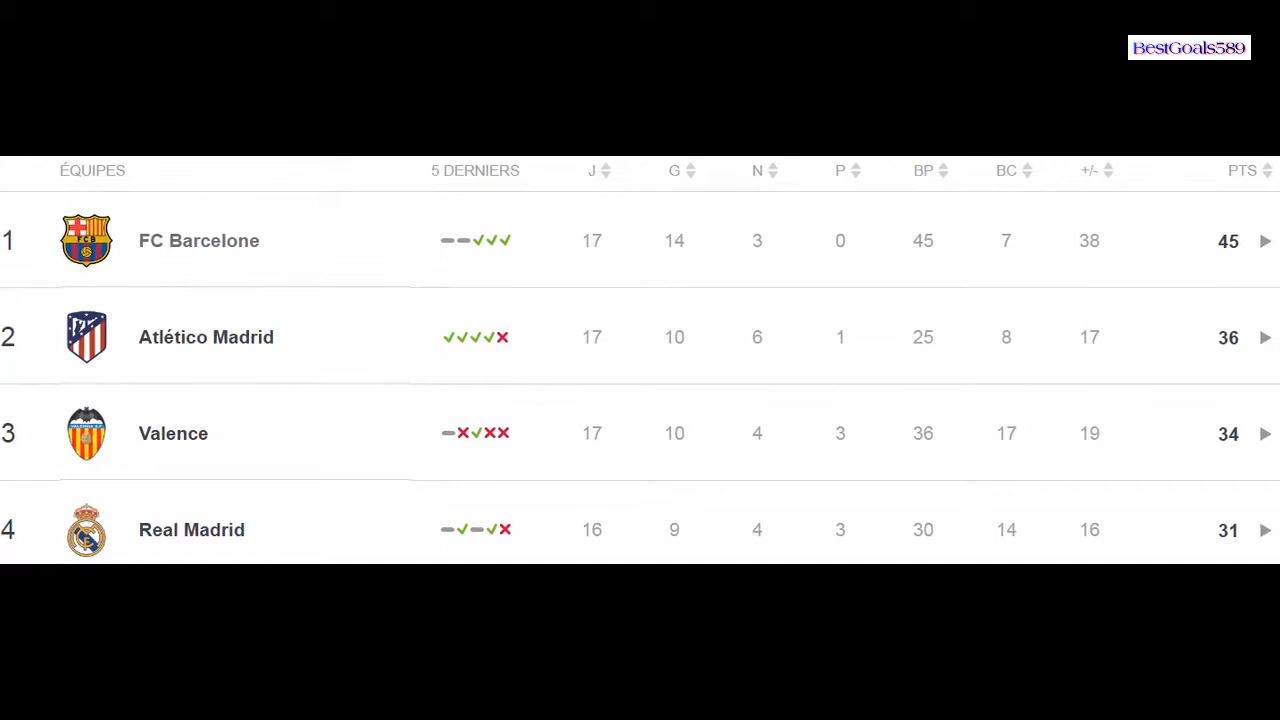 BestGoals589
ÉQUIPES 5 DERNIERS J G N P BP BC +/- PTS
1 FCB FC Barcelone 17 14 3 0 45 7 38 45
2 Atlético Madrid 17 10 6 1 25 8 17 36
3 Valence 17 10 4 3 36 17 19 34
4 Real Madrid 16 9 4 3 30 14 16 31